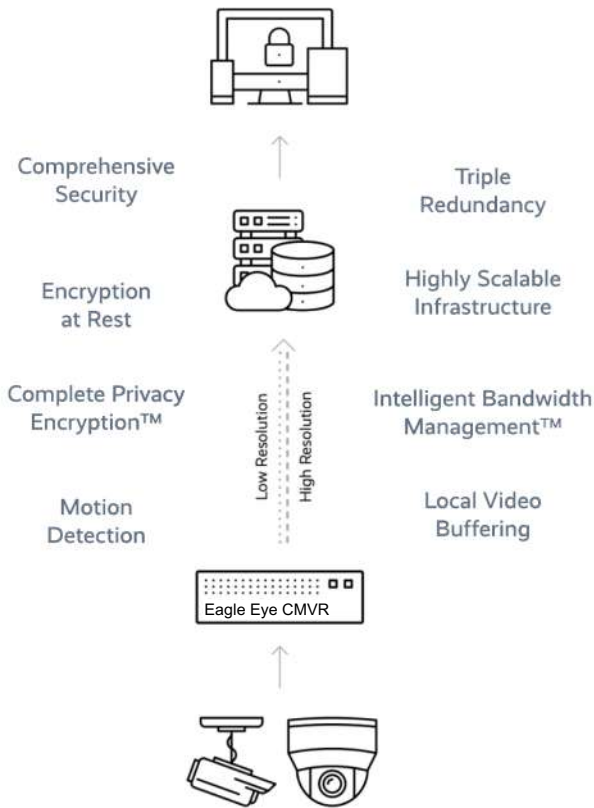 Comprehensive
Security
Triple
Redundancy
Encryption
at Rest
Highly Scalable
Infrastructure
Complete Privacy
Encryption™
Low Resolution
High Resolution
Intelligent Bandwidth
Management™
Motion
Detection
Local Video
Buffering
Eagle Eye CMVR